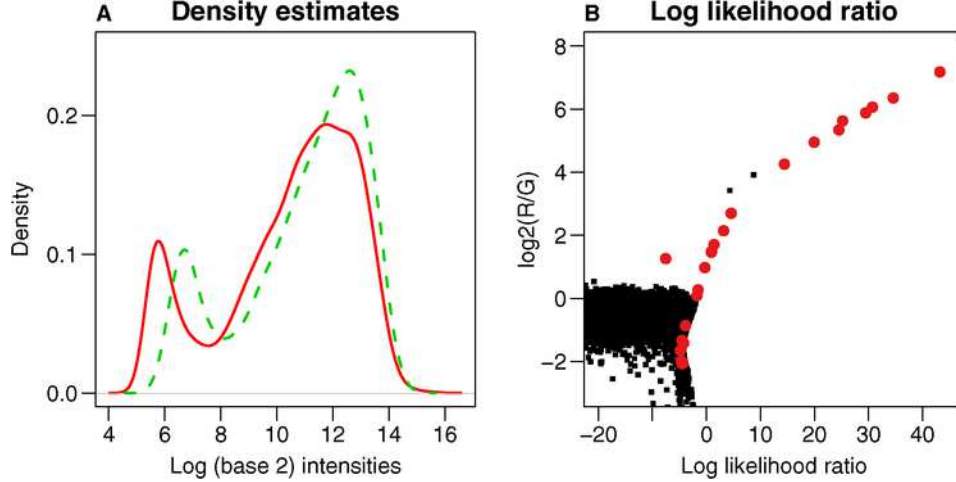 A Density estimates
Density
0.2
0.1
0.0
4 6 8 10 12 14 16
Log (base 2) intensities
B Log likelihood ratio
log2(R/G)
8
6
4
2
0
−2
−20 0 10 20 30 40
Log likelihood ratio